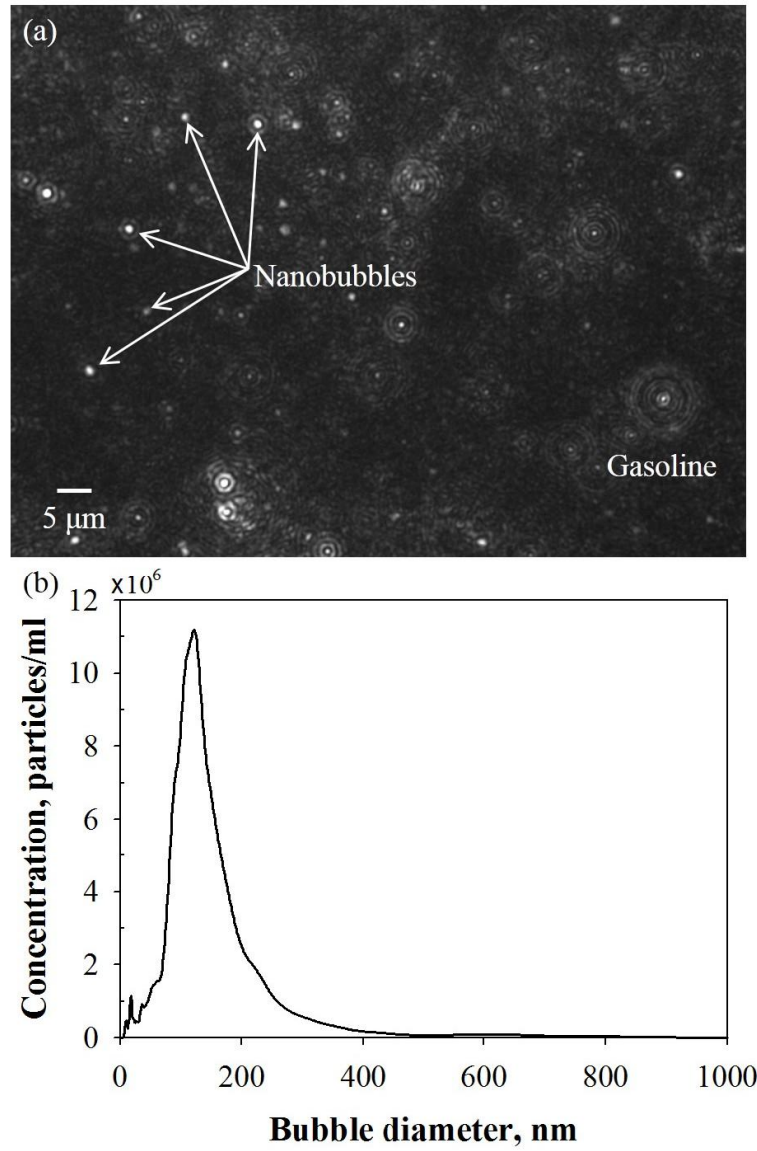 (a)
Nanobubbles
Gasoline
5 μm
(b)
x10⁶
12
10
8
6
4
2
0
Concentration, particles/ml
0 200 400 600 800 1000
Bubble diameter, nm